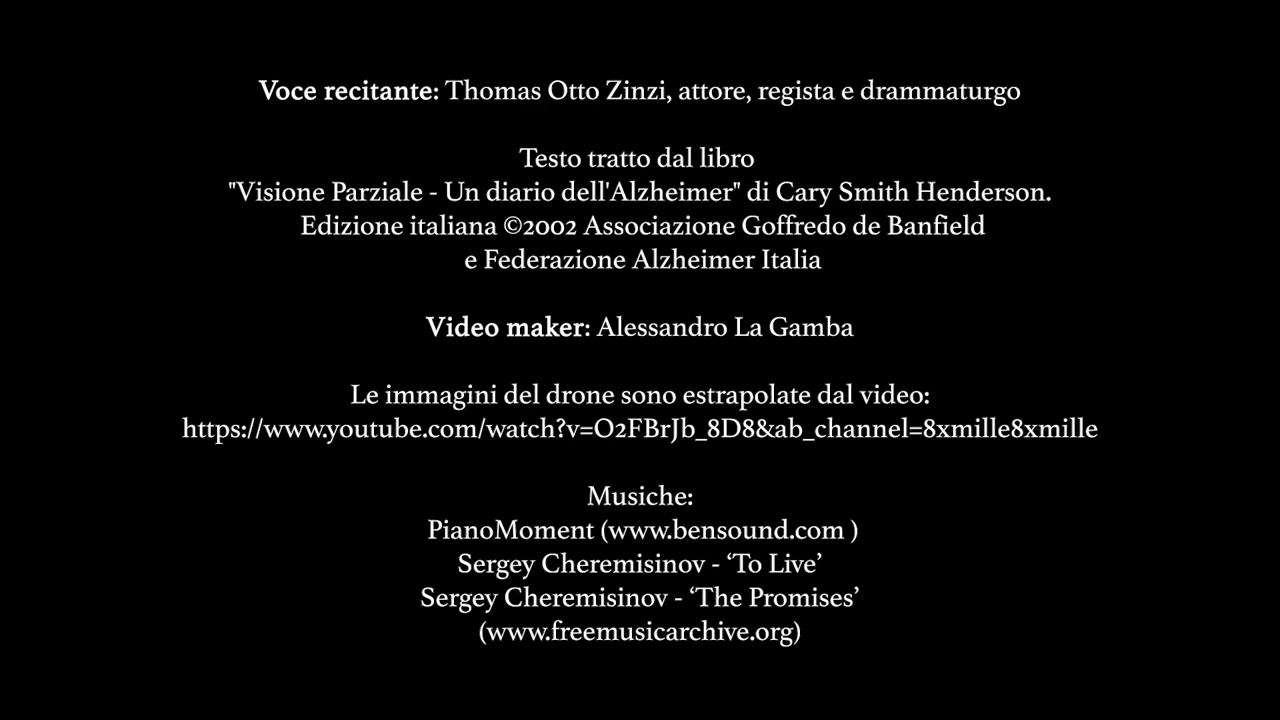 Voce recitante: Thomas Otto Zinzi, attore, regista e drammaturgo
Testo tratto dal libro
"Visione Parziale - Un diario dell'Alzheimer" di Cary Smith Henderson.
Edizione italiana ©2002 Associazione Goffredo de Banfield
e Federazione Alzheimer Italia
Video maker: Alessandro La Gamba
Le immagini del drone sono estrapolate dal video:
https://www.youtube.com/watch?v=O2FBrJb_8D8&ab_channel=8xmille8xmille
Musiche:
PianoMoment (www.bensound.com )
Sergey Cheremisinov - ‘To Live’
Sergey Cheremisinov - ‘The Promises’
(www.freemusicarchive.org)